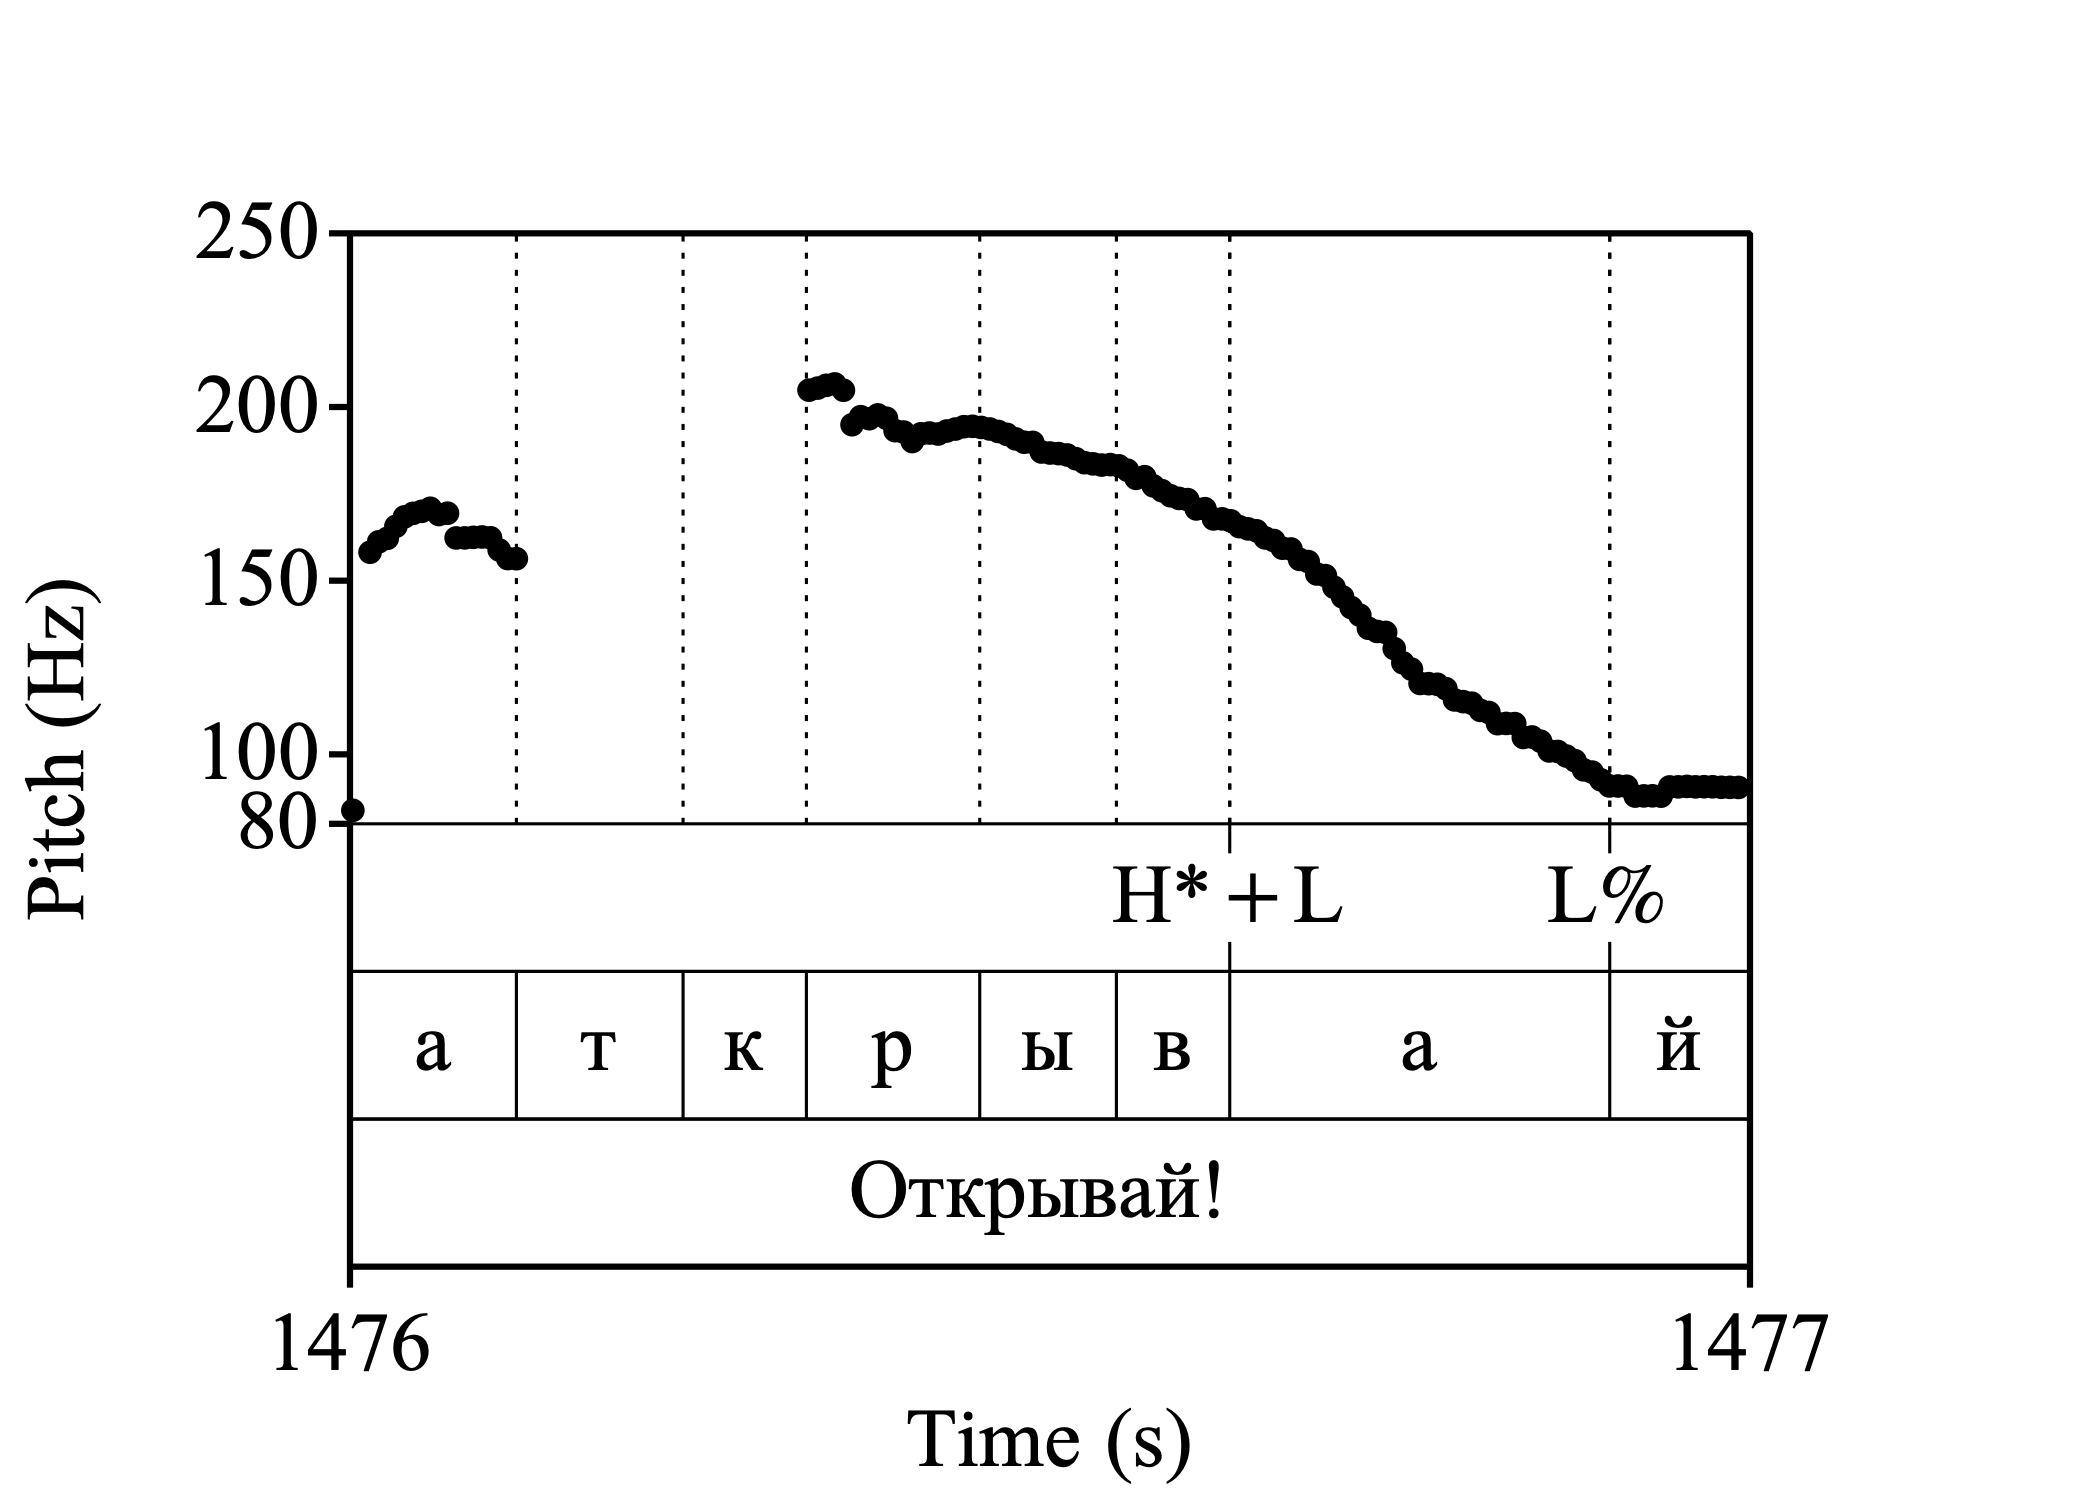 250
200
150
100
80
Pitch (Hz)
H* + L L%
а т к р ы в а й
Открывай!
1476 1477
Time (s)